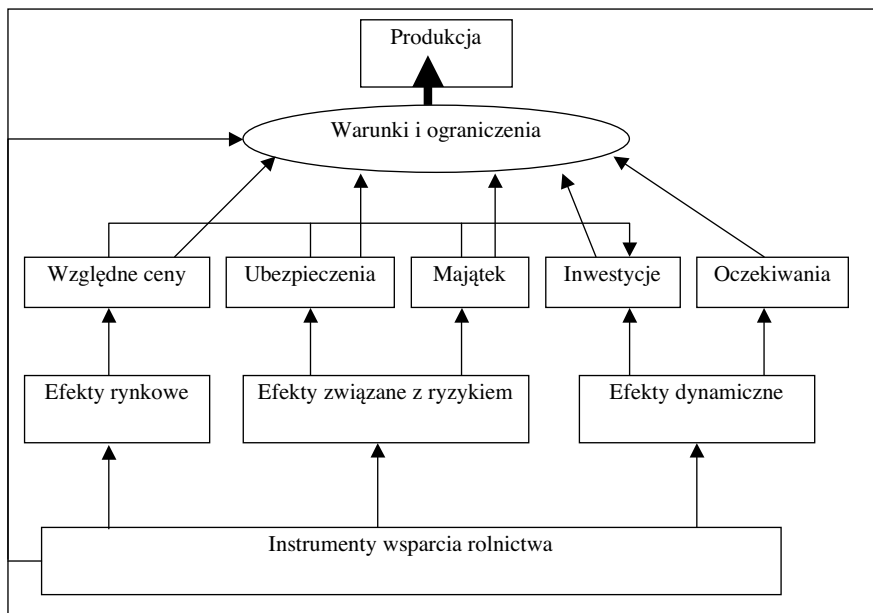 Produkcja
Warunki i ograniczenia
Względne ceny
Ubezpieczenia
Majątek
Inwestycje
Oczekiwania
Efekty rynkowe
Efekty związane z ryzykiem
Efekty dynamiczne
Instrumenty wsparcia rolnictwa